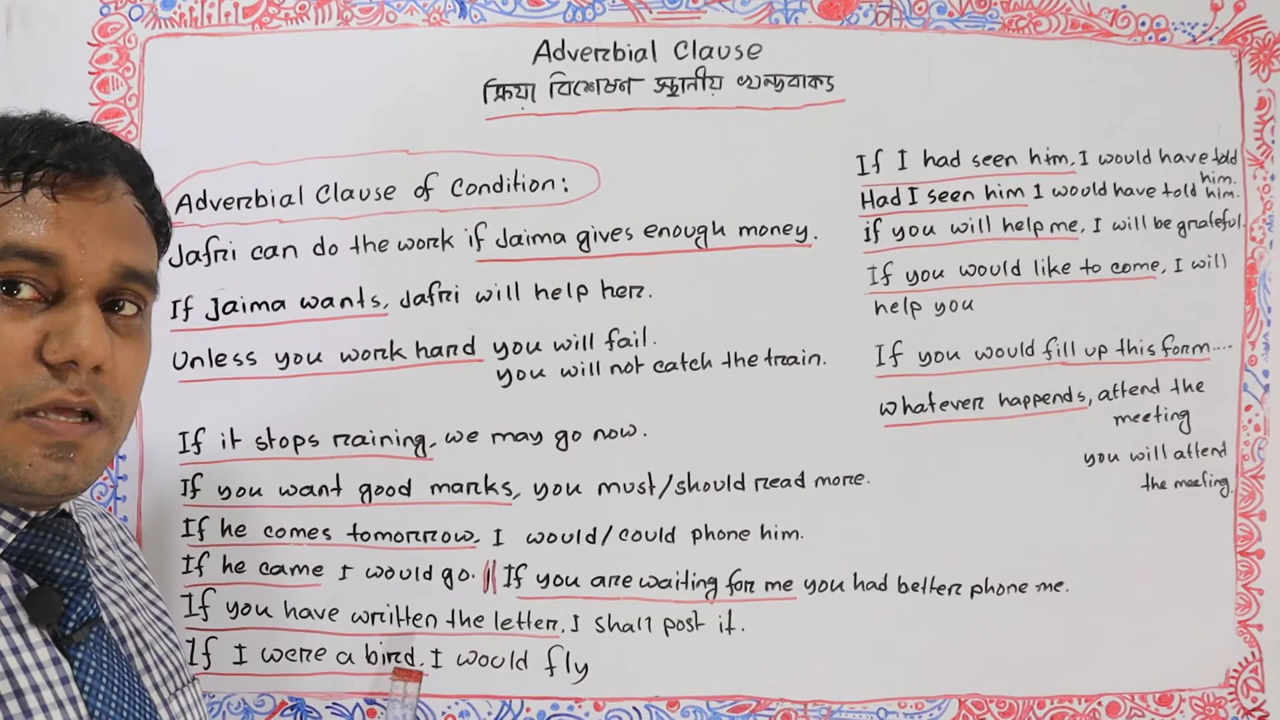 Adverbial Clause
ক্রিয়া বিশেষন স্থানীয় খন্ডবাক্য
Adverbial Clause of Condition:
Jafri can do the work if Jaima gives enough money.
If Jaima wants, Jafri will help her.
Unless you work hard you will fail.
you will not catch the train.
If it stops raining, we may go now.
If you want good marks, you must/should read more.
If he comes tomorrow, I would/could phone him.
If he came I would go. || If you are waiting for me you had better phone me.
If you have written the letter, I shall post it.
If I were a bird, I would fly
If I had seen him, I would have told
him.
Had I seen him I would have told him.
if you will help me, I will be grateful.
If you would like to come, I will
help you
If you would fill up this form....
whatever happends, attend the
meeting
you will attend
the meeting.